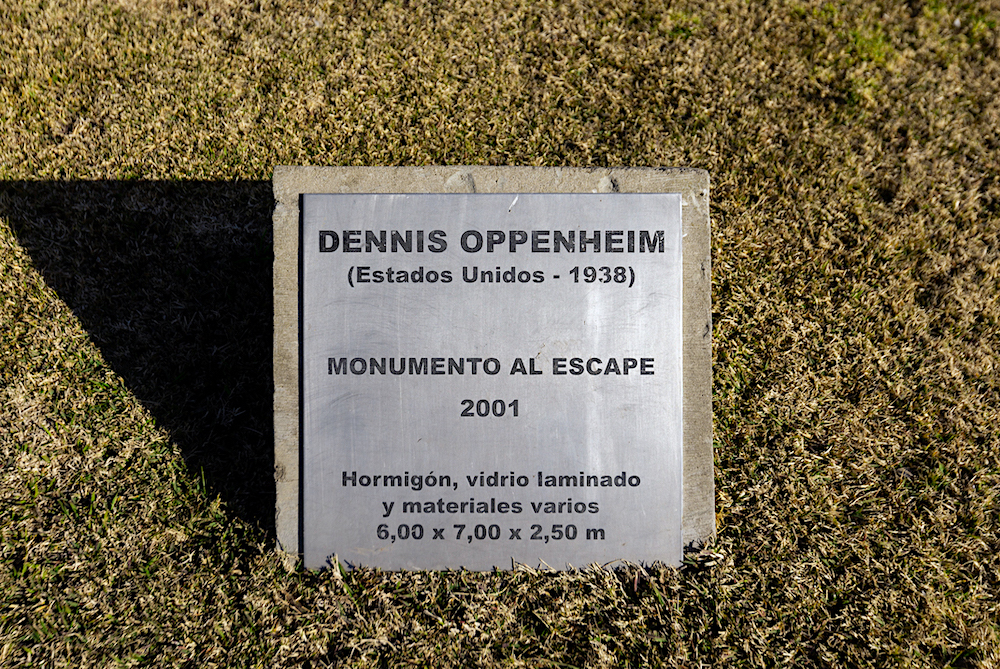 DENNIS OPPENHEIM
(Estados Unidos - 1938)
MONUMENTO AL ESCAPE
2001
Hormigón, vidrio laminado
y materiales varios
6,00 x 7,00 x 2,50 m